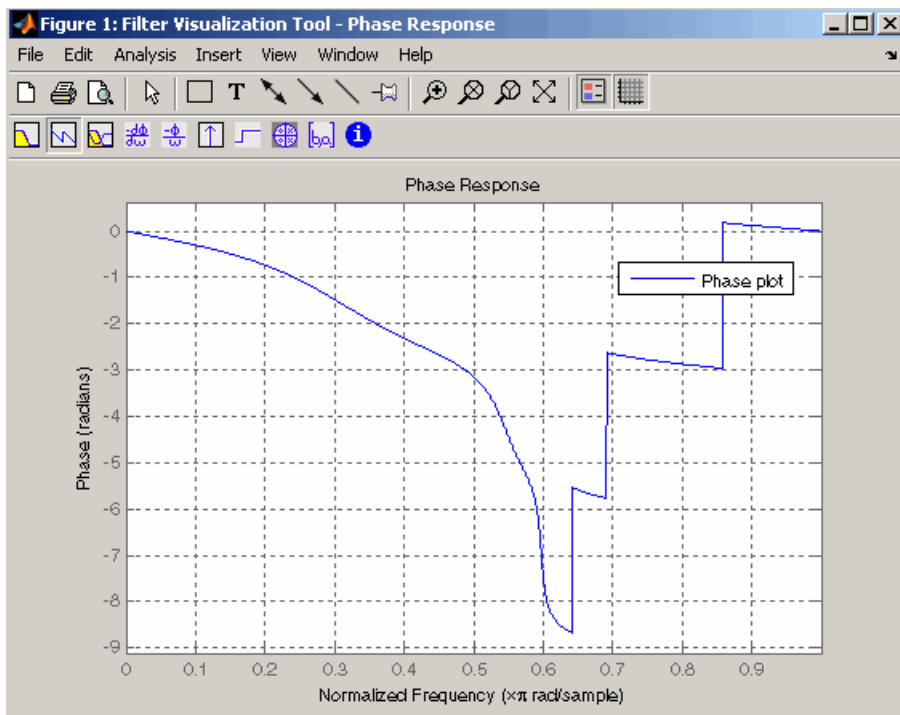 Figure 1: Filter Visualization Tool - Phase Response
File Edit Analysis Insert View Window Help
T
-dϕ/dω -ϕ/ω [b,a] i
Phase Response
Phase plot
Phase (radians)
0
-1
-2
-3
-4
-5
-6
-7
-8
-9
0 0.1 0.2 0.3 0.4 0.5 0.6 0.7 0.8 0.9
Normalized Frequency (×π rad/sample)